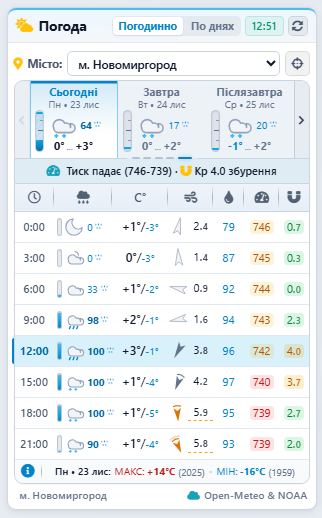 Погода Погодинно По днях 12:51
Місто: м. Новомиргород
Сьогодні Завтра Післязавтра
Пн • 23 лис Вт • 24 лис Ср • 25 лис
64 17 20
0° .. +3° 0° .. +2° -1° .. +2°
Тиск падає (746-739) · Кр 4.0 збурення
C°
0:00 0 +1°/-3° 2.4 79 746 0.7
3:00 0 0°/-3° 1.4 87 745 0.3
6:00 33 +1°/-2° 0.9 92 744 0.0
9:00 98 +2°/-1° 1.6 94 743 2.3
12:00 100 +3°/-1° 3.8 96 742 4.0
15:00 100 +1°/-4° 4.2 97 740 3.7
18:00 100 +1°/-5° 5.9 95 739 2.7
21:00 90 +1°/-4° 5.8 93 739 2.0
Пн • 23 лис: МАКС: +14°C (2025) · МІН: -16°C (1959)
м. Новомиргород Open-Meteo & NOAA